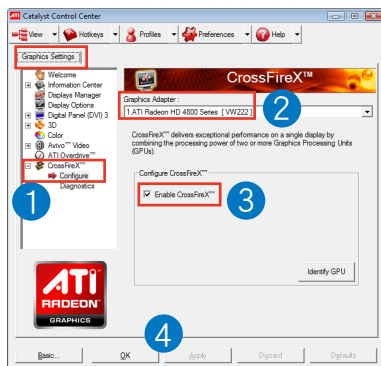 Catalyst Control Center
View Hotkeys Profiles Preferences Help
Graphics Settings
Welcome
Information Center
Displays Manager
Display Options
Digital Panel (DVI) 3
3D
Color
Avivo™ Video
ATI Overdrive™
CrossFireX™
Configure
Diagnostics
1
ATI
RADEON
GRAPHICS
CrossFireX™
Graphics Adapter :
1.ATI Radeon HD 4800 Series [ VW222 ]
2
CrossFireX™ delivers exceptional performance on a single display by
combining the processing power of two or more Graphics Processing Units
(GPUs).
Configure CrossFireX™
Enable CrossFireX™
3
Identify GPU
4
Basic... OK Apply Discard Defaults